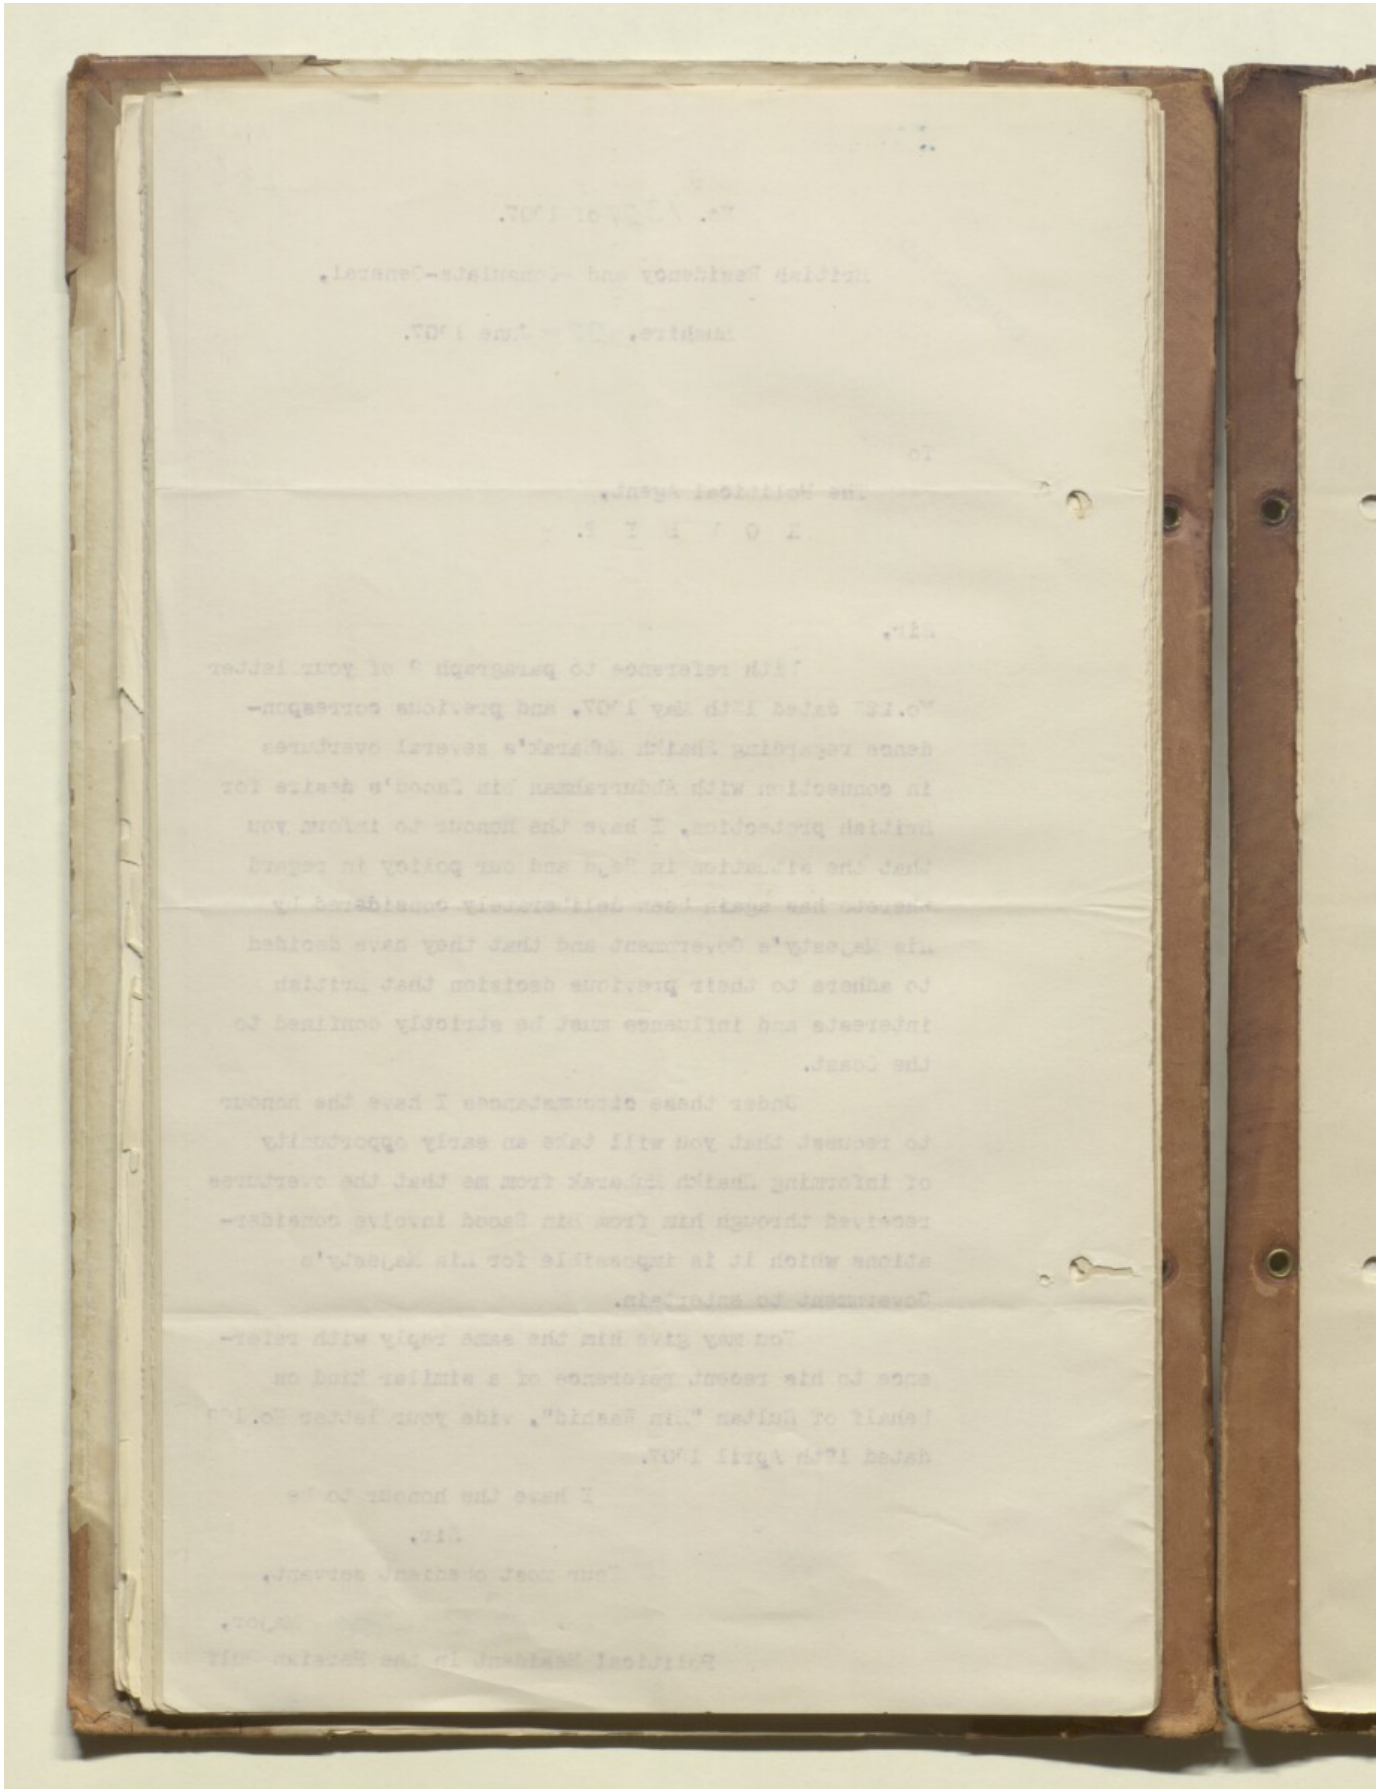 of 1907.
British Residency and Consulate-General,
Bushire, June 1907.
To
The Political Agent,
Sir,
With reference to paragraph of your letter
dated May 1907, and previous correspon-
dence regarding Shaikh Mubarak's several overtures
in connection with Abdurrahman bin Saood's desire for
British protection, I have the honour to inform you
that the situation in Nejd and our policy in regard
thereto has again been deliberately considered by
His Majesty's Government and that they have decided
to adhere to their previous decision that British
interests and influence must be strictly confined to
the Coast.
Under these circumstances I have the honour
to request that you will take an early opportunity
of informing Shaikh Mubarak from me that the overtures
received through him from Bin Saood involve consider-
ations which it is impossible for His Majesty's
Government to entertain.
You may give him the same reply with refer-
ence to his recent reference of a similar kind on
behalf of Sultan "Bin Rashid", vide your letter
dated April 1907.
I have the honour to be
Sir,
Your most obedient servant,
Major,
Political Resident in the Persian Gulf